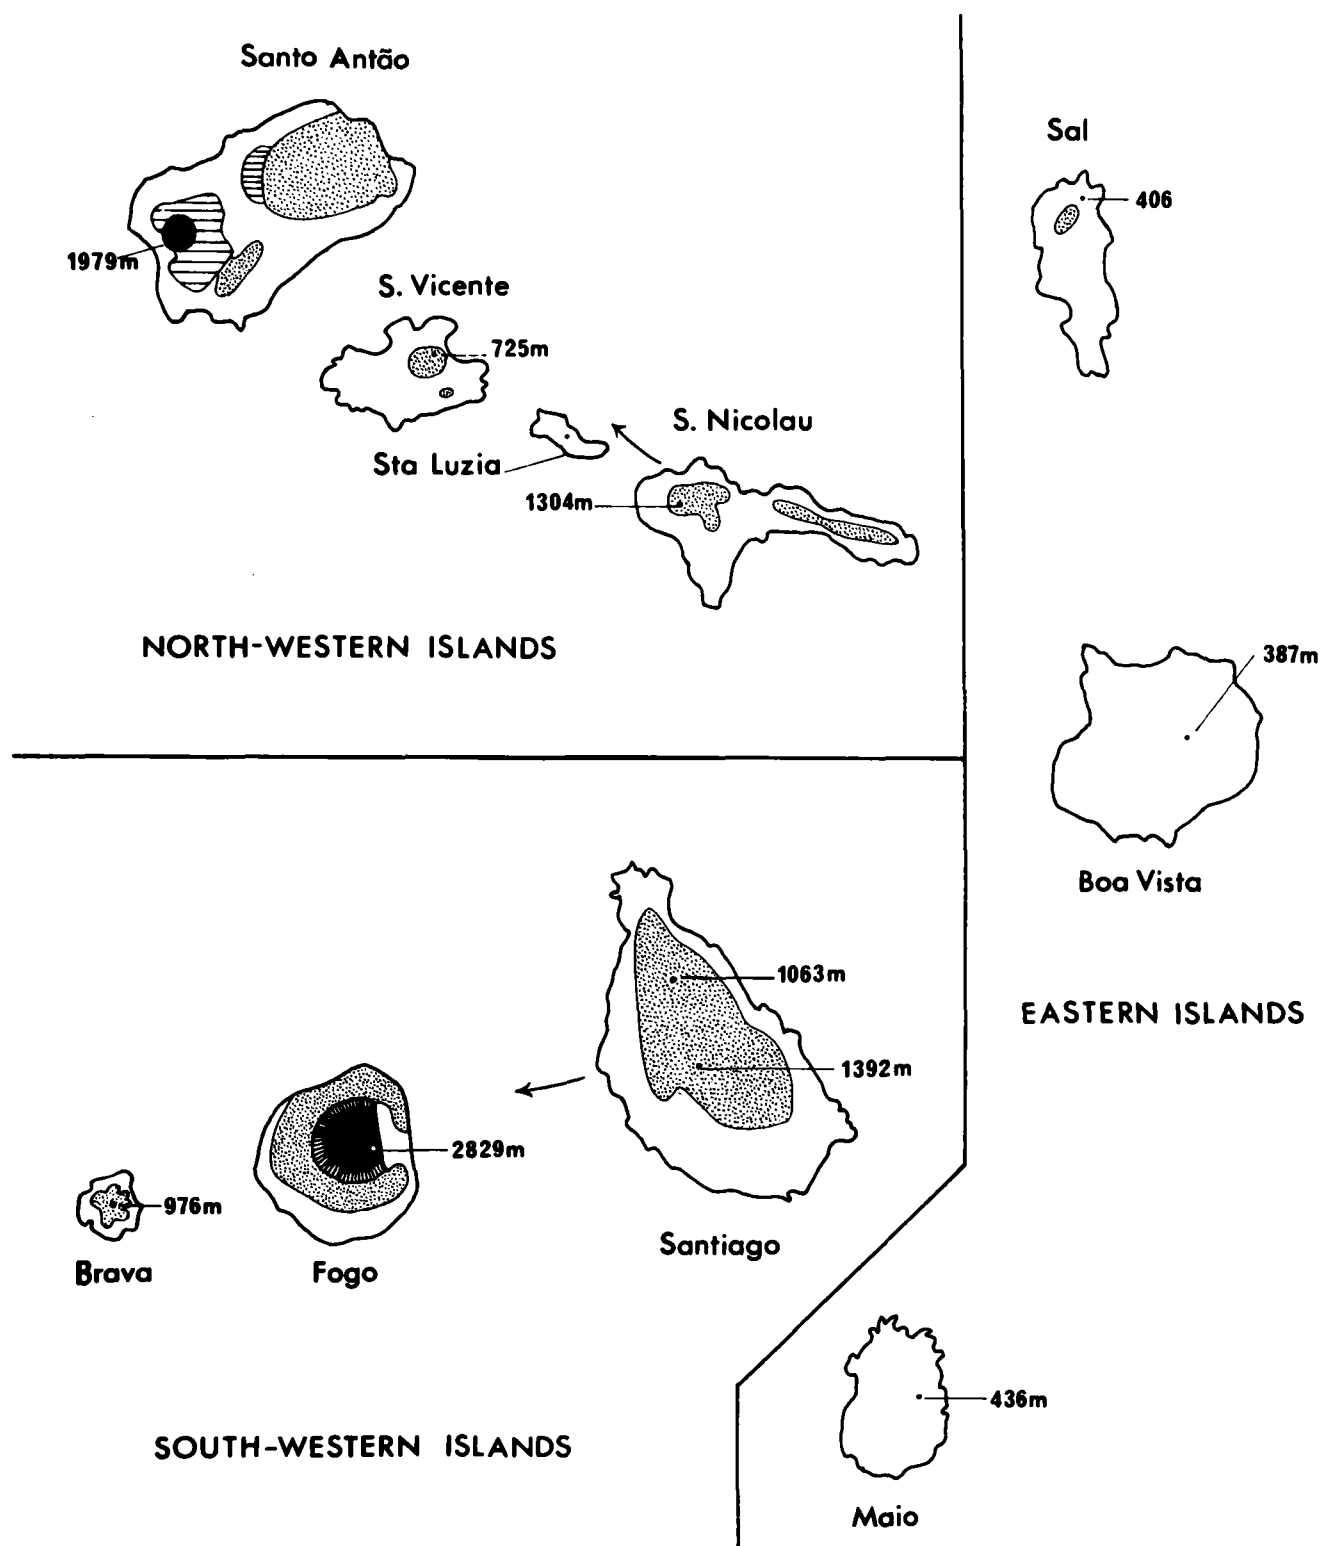 Santo Antão
Sal
406
1979m
S. Vicente
725m
S. Nicolau
Sta Luzia
1304m
NORTH-WESTERN ISLANDS
387m
Boa Vista
1063m
EASTERN ISLANDS
1392m
2829m
976m
Santiago
Brava
Fogo
436m
SOUTH-WESTERN ISLANDS
Maio